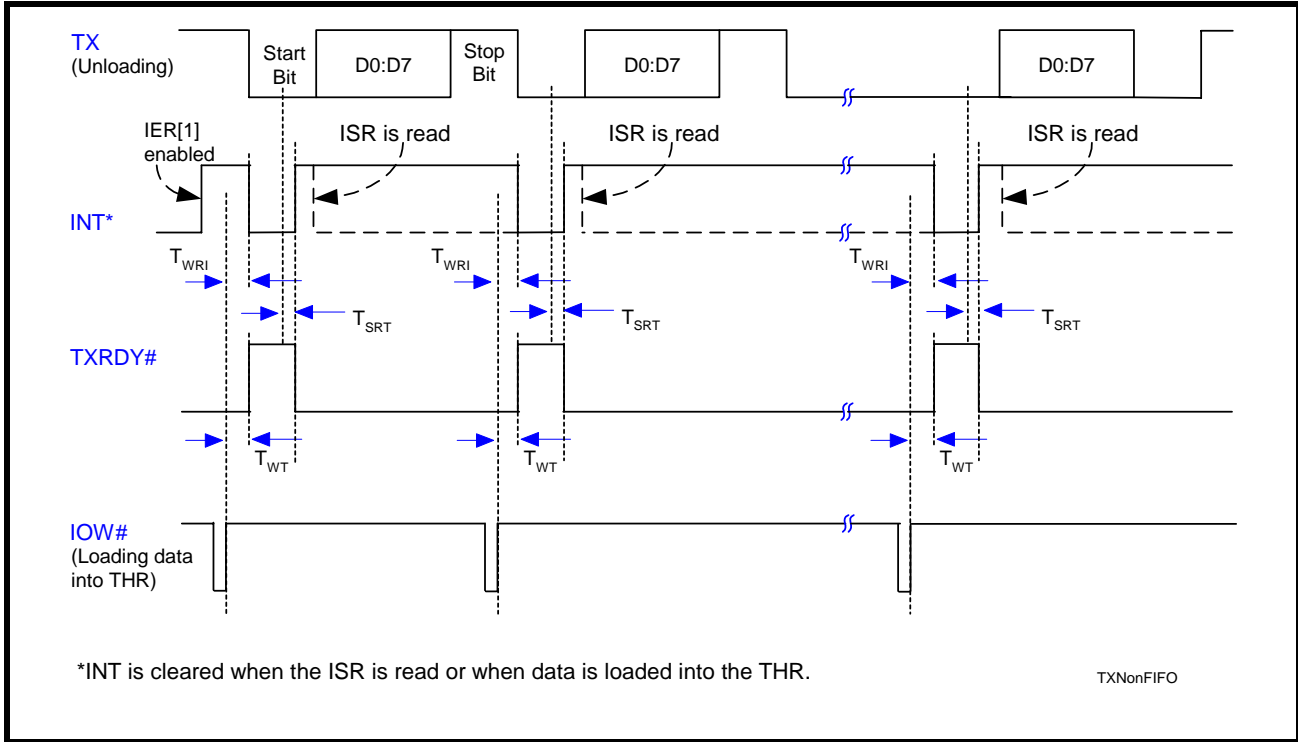 TX
(Unloading)
Start
Bit
D0:D7
Stop
Bit
D0:D7
D0:D7
IER[1]
enabled
ISR is read
ISR is read
ISR is read
INT*
TWRI
TWRI
TWRI
TSRT
TSRT
TSRT
TXRDY#
TWT
TWT
TWT
IOW#
(Loading data
into THR)
*INT is cleared when the ISR is read or when data is loaded into the THR.
TXNonFIFO